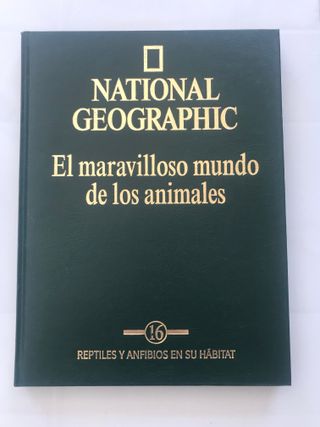 NATIONAL
GEOGRAPHIC
El maravilloso mundo
de los animales
16
REPTILES Y ANFIBIOS EN SU HÁBITAT